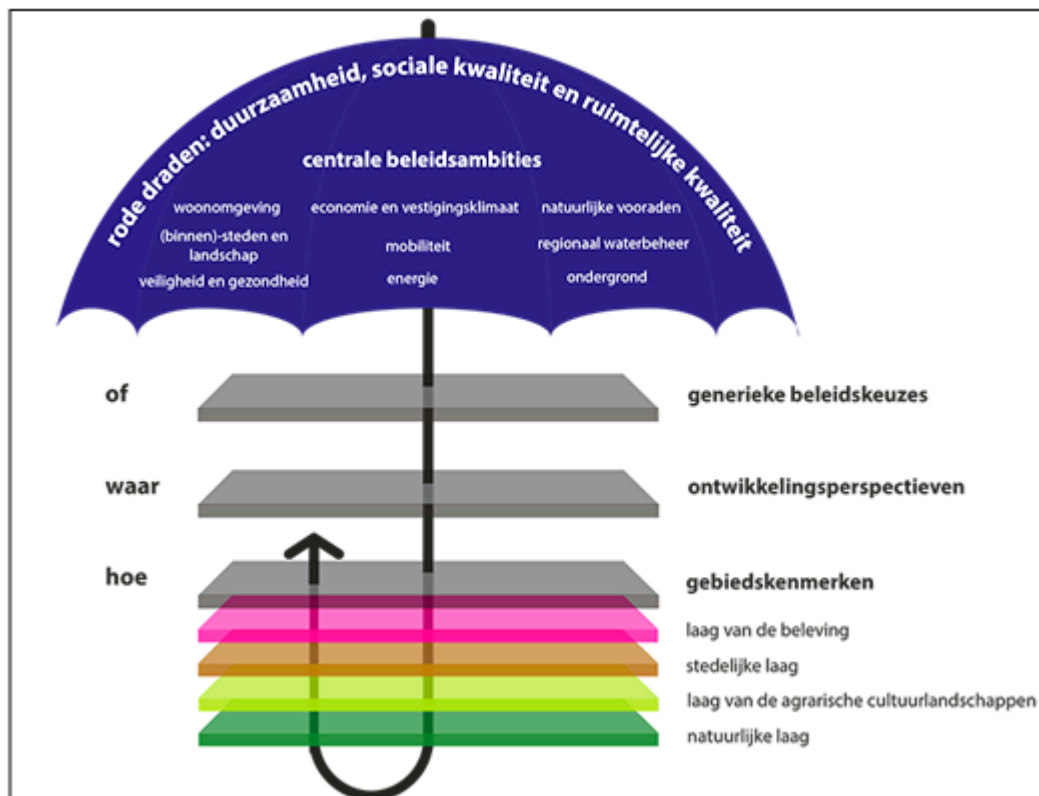 rode draden: duurzaamheid, sociale kwaliteit en ruimtelijke kwaliteit
centrale beleidsambities
woonomgeving
(binnen)-steden en
landschap
veiligheid en gezondheid
economie en vestigingsklimaat
mobiliteit
energie
natuurlijke vooraden
regionaal waterbeheer
ondergrond
of
generieke beleidskeuzes
waar
ontwikkelingsperspectieven
hoe
gebiedskenmerken
laag van de beleving
stedelijke laag
laag van de agrarische cultuurlandschappen
natuurlijke laag